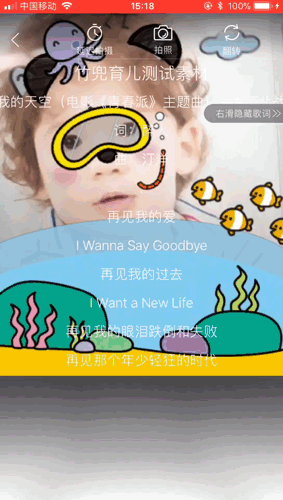 中国移动 15:18 100%
拍照 翻转
竹兜育儿测试素材
我的天空（电影《青春派》主题曲
右滑隐藏歌词
词：
曲：汪
再见我的爱
I Wanna Say Goodbye
再见我的过去
I Want a New Life
再见我的眼泪跌倒和失败
再见那个年少轻狂的时代